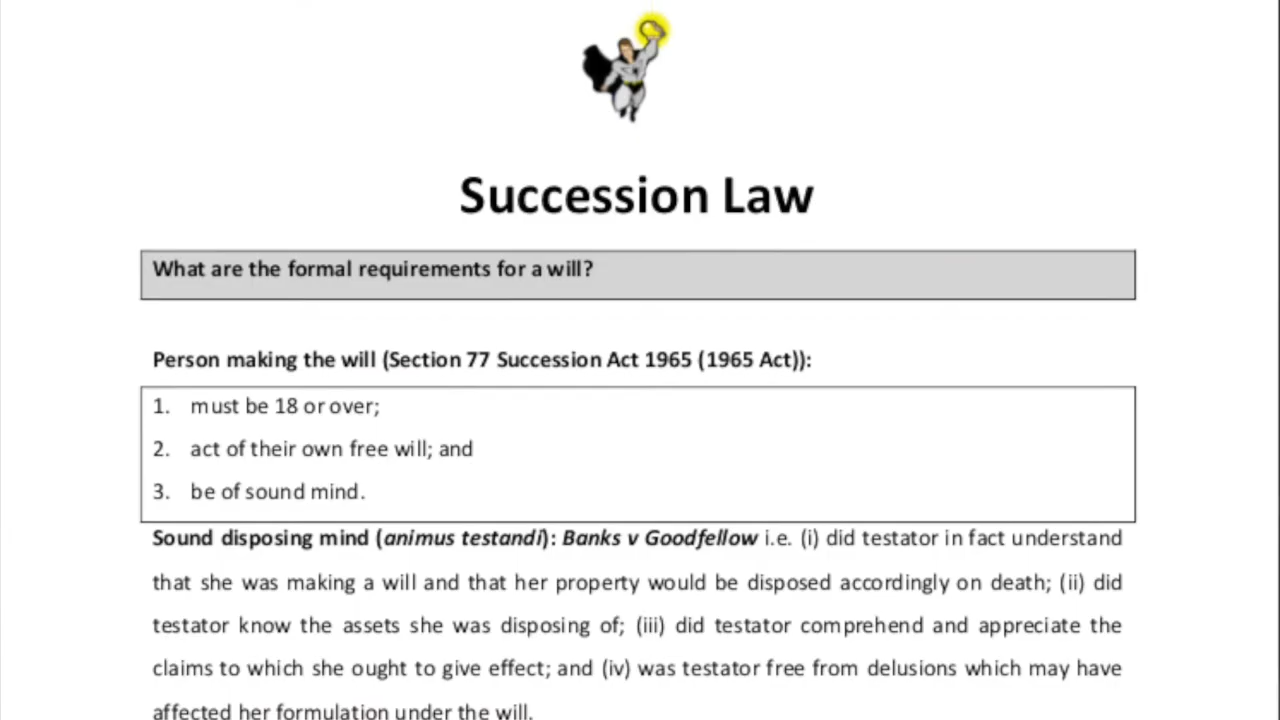 Succession Law
What are the formal requirements for a will?
Person making the will (Section 77 Succession Act 1965 (1965 Act)):
1. must be 18 or over;
2. act of their own free will; and
3. be of sound mind.
Sound disposing mind (animus testandi): Banks v Goodfellow i.e. (i) did testator in fact understand
that she was making a will and that her property would be disposed accordingly on death; (ii) did
testator know the assets she was disposing of; (iii) did testator comprehend and appreciate the
claims to which she ought to give effect; and (iv) was testator free from delusions which may have
affected her formulation under the will.